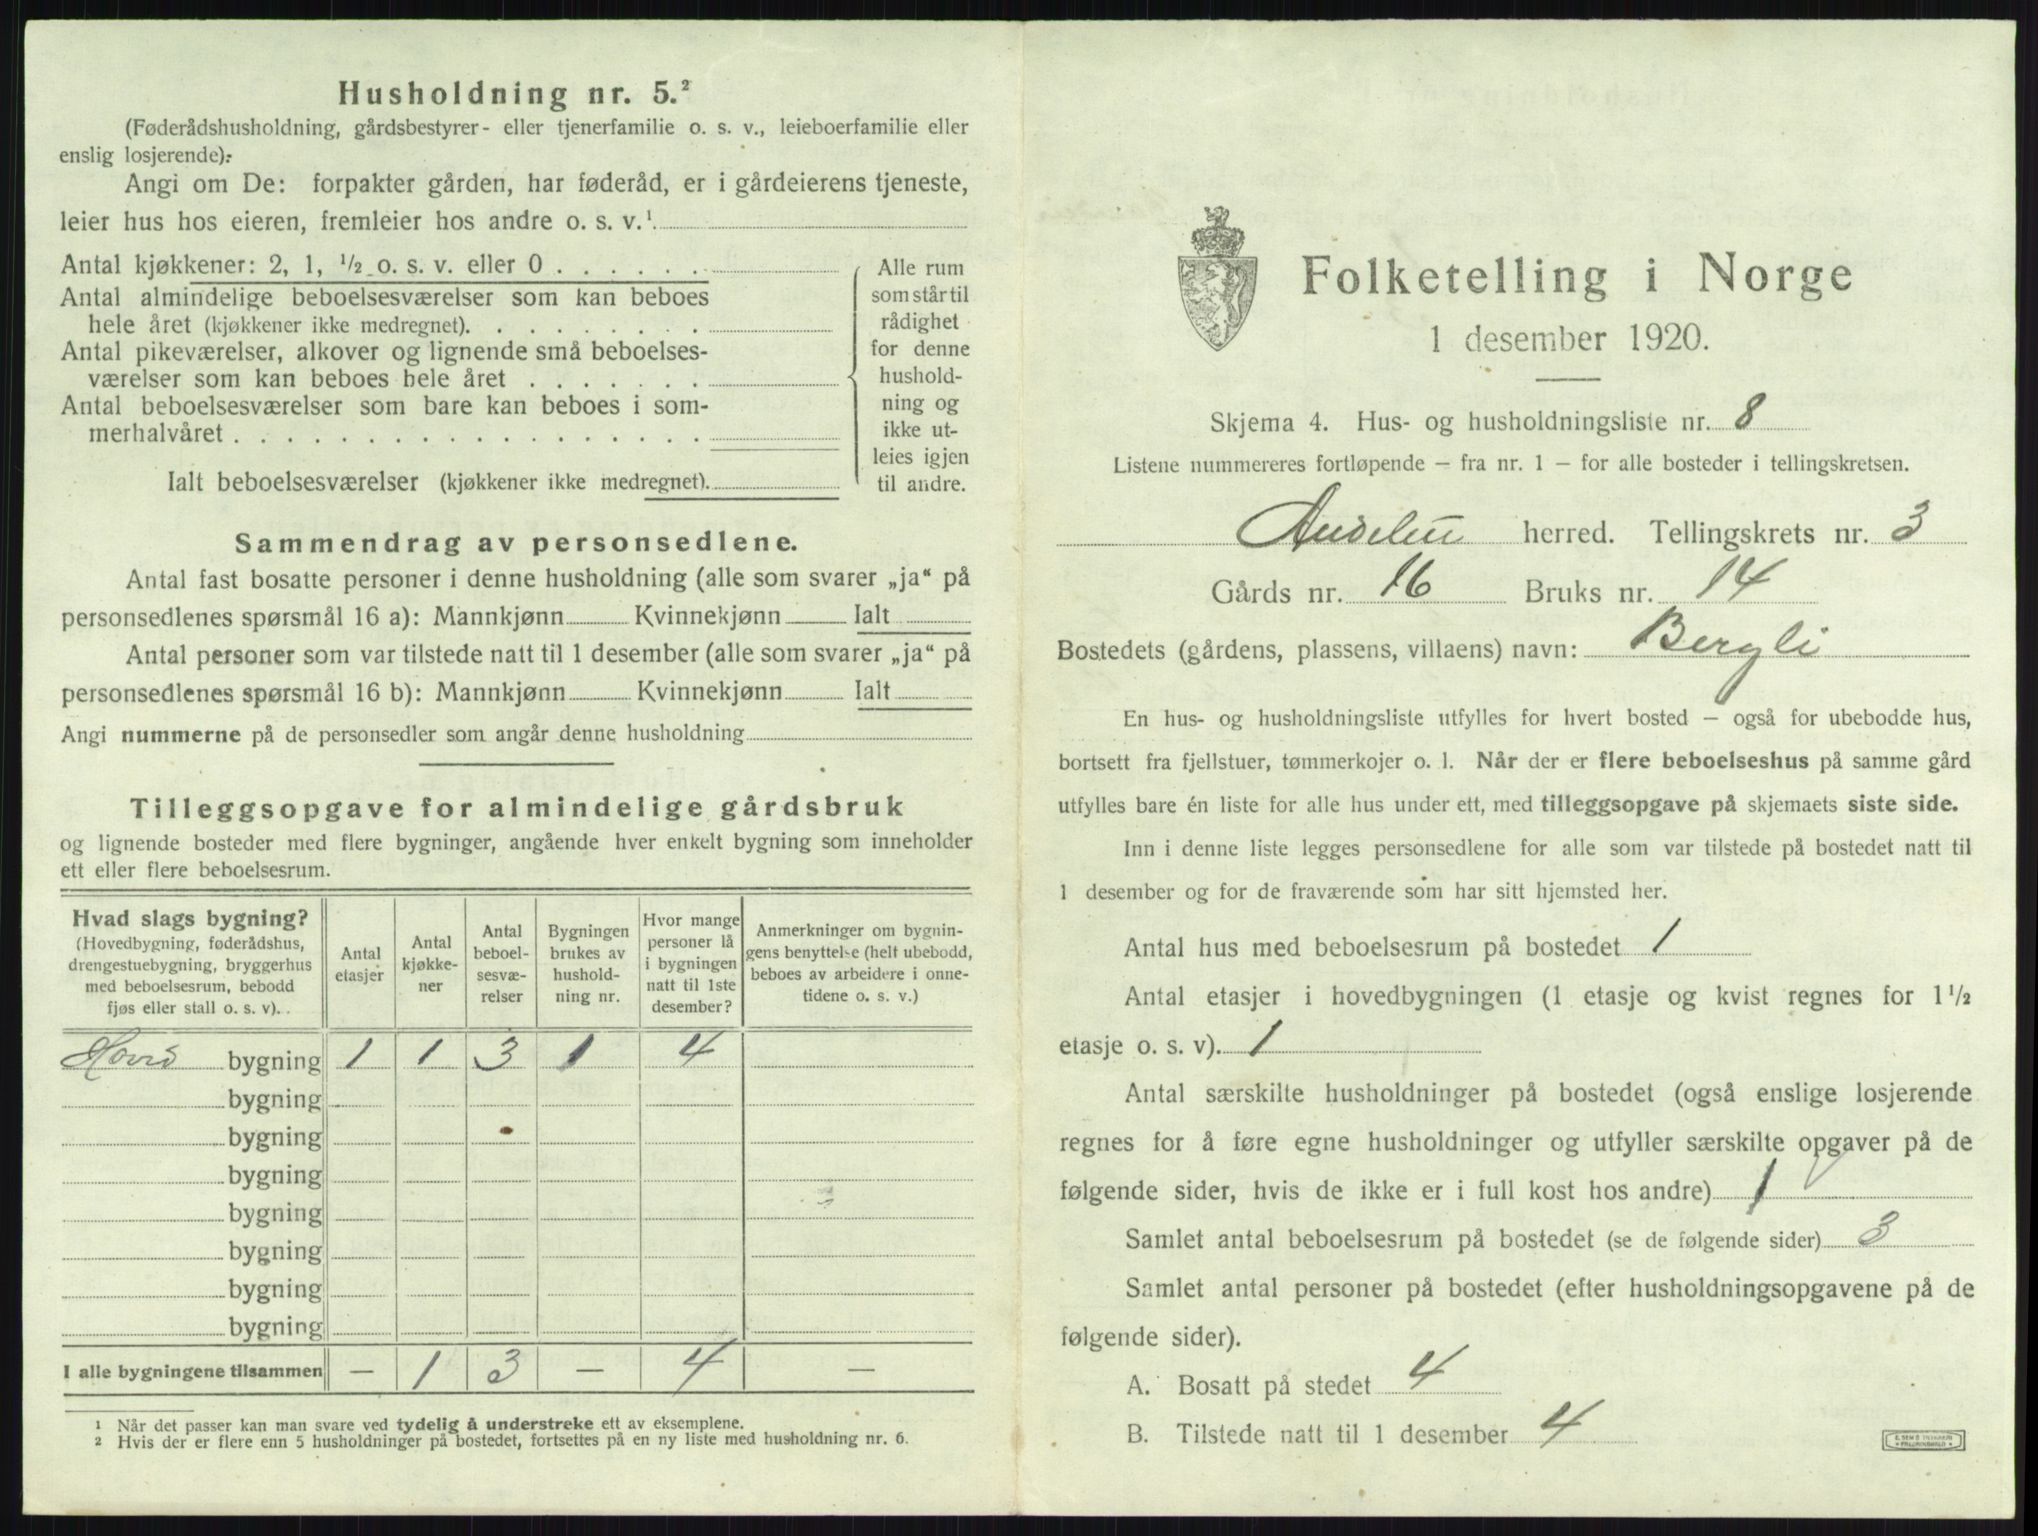 Husholdning nr. 5.²
(Føderådshusholdning, gårdsbestyrer- eller tjenerfamilie o. s. v., leieboerfamilie eller
enslig losjerende):
Angi om De: forpakter gården, har føderåd, er i gårdeierens tjeneste,
leier hus hos eieren, fremleier hos andre o. s. v.¹
Antal kjøkkener: 2, 1, ½ o. s. v. eller 0 . . . . . .
Antal almindelige beboelsesværelser som kan beboes
hele året (kjøkkener ikke medregnet). . . . . . . . .
Antal pikeværelser, alkover og lignende små beboelses-
værelser som kan beboes hele året . . . . . . .
Antal beboelsesværelser som bare kan beboes i som-
merhalvåret . . . . . . . . . . . . . . . . . .
Ialt beboelsesværelser (kjøkkener ikke medregnet).
Alle rum
som står til
rådighet
for denne
hushold-
ning og
ikke ut-
leies igjen
til andre.
Sammendrag av personsedlene.
Antal fast bosatte personer i denne husholdning (alle som svarer „ja“ på
personsedlenes spørsmål 16 a): Mannkjønn Kvinnekjønn Ialt
Antal personer som var tilstede natt til 1 desember (alle som svarer „ja“ på
personsedlenes spørsmål 16 b): Mannkjønn Kvinnekjønn Ialt
Angi nummerne på de personsedler som angår denne husholdning
Tilleggsopgave for almindelige gårdsbruk
og lignende bosteder med flere bygninger, angående hver enkelt bygning som inneholder
ett eller flere beboelsesrum.
Hvad slags bygning?
(Hovedbygning, føderådshus,
drengestuebygning, bryggerhus
med beboelsesrum, bebodd
fjøs eller stall o. s. v). .
Antal
etasjer
Antal
kjøkke-
ner
Antal
beboel-
sesvæ-
relser
Bygningen
brukes av
hushold-
ning nr.
Hvor mange
personer lå
i bygningen
natt til 1ste
desember?
Anmerkninger om bygnin-
gens benyttelse (helt ubebodd,
beboes av arbeidere i onne-
tidene o. s. v.)
Hovid bygning 1 1 3 1 4
bygning
bygning
bygning
bygning
bygning
bygning
bygning
I alle bygningene tilsammen — 1 3 — 4 —
¹ Når det passer kan man svare ved tydelig å understreke ett av eksemplene.
² Hvis der er flere enn 5 husholdninger på bostedet, fortsettes på en ny liste med husholdning nr. 6.
Folketelling i Norge
1 desember 1920.
Skjema 4. Hus- og husholdningsliste nr. 8
Listene nummereres fortløpende – fra nr. 1 – for alle bosteder i tellingskretsen.
herred. Tellingskrets nr. 3
Gårds nr. 16 Bruks nr. 14
Bostedets (gårdens, plassens, villaens) navn: Bergli
En hus- og husholdningsliste utfylles for hvert bosted – også for ubebodde hus,
bortsett fra fjellstuer, tømmerkojer o. l. Når der er flere beboelseshus på samme gård
utfylles bare én liste for alle hus under ett, med tilleggsopgave på skjemaets siste side.
Inn i denne liste legges personsedlene for alle som var tilstede på bostedet natt til
1 desember og for de fraværende som har sitt hjemsted her.
Antal hus med beboelsesrum på bostedet 1
Antal etasjer i hovedbygningen (1 etasje og kvist regnes for 1½
etasje o. s. v). 1
Antal særskilte husholdninger på bostedet (også enslige losjerende
regnes for å føre egne husholdninger og utfyller særskilte opgaver på de
følgende sider, hvis de ikke er i full kost hos andre) 1
Samlet antal beboelsesrum på bostedet (se de følgende sider) 3
Samlet antal personer på bostedet (efter husholdningsopgavene på de
følgende sider).
A. Bosatt på stedet 4
B. Tilstede natt til 1 desember 4